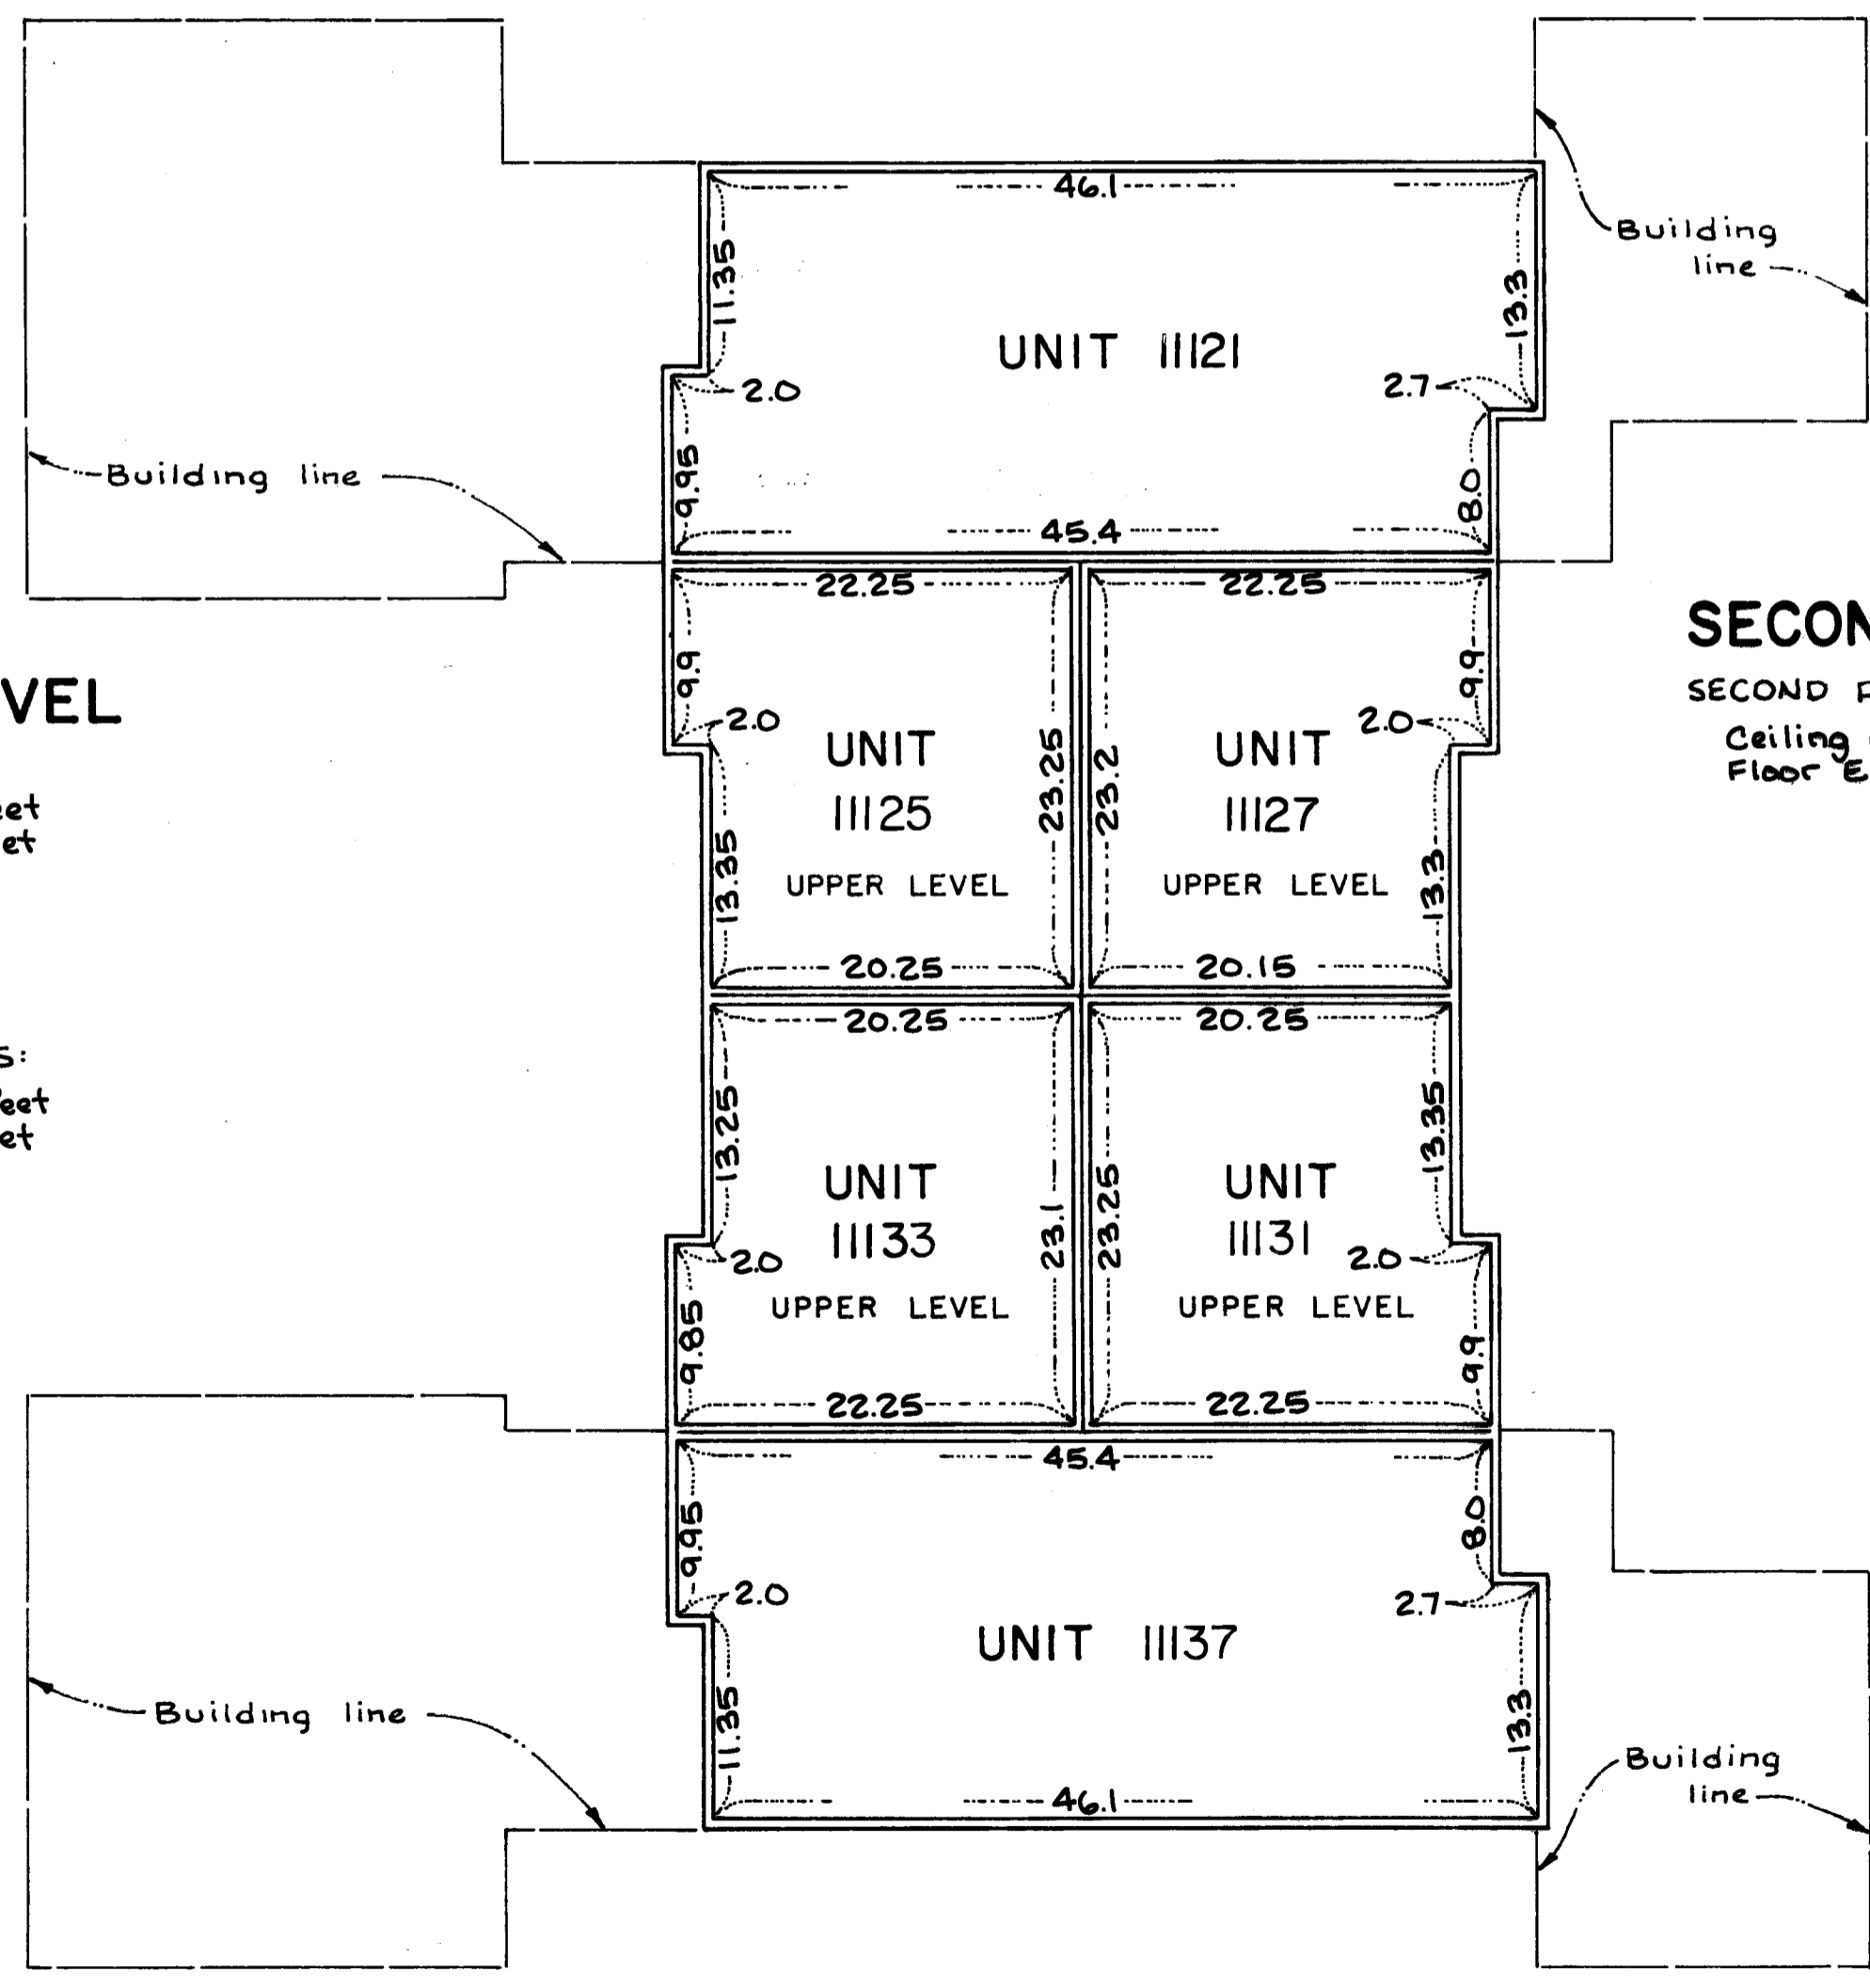 46.1
11.35
13.3
Building
line
UNIT 11121
2.0
2.7
Building line
9.95
8.0
45.4
22.25
22.25
SECON
9.9
9.9
SECOND
VEL
2.0
2.0
UNIT
11125
23.25
23.2
UNIT
11127
Ceiling
Floor E
eet
et
13.35
13.3
UPPER LEVEL
UPPER LEVEL
20.25
20.15
20.25
20.25
S:
eet
et
13.25
13.35
UNIT
11133
23.1
23.25
UNIT
11131
2.0
2.0
UPPER LEVEL
UPPER LEVEL
9.85
9.9
22.25
22.25
45.4
9.95
8.0
2.0
2.7
UNIT 11137
Building line
11.35
13.3
Building
line
46.1